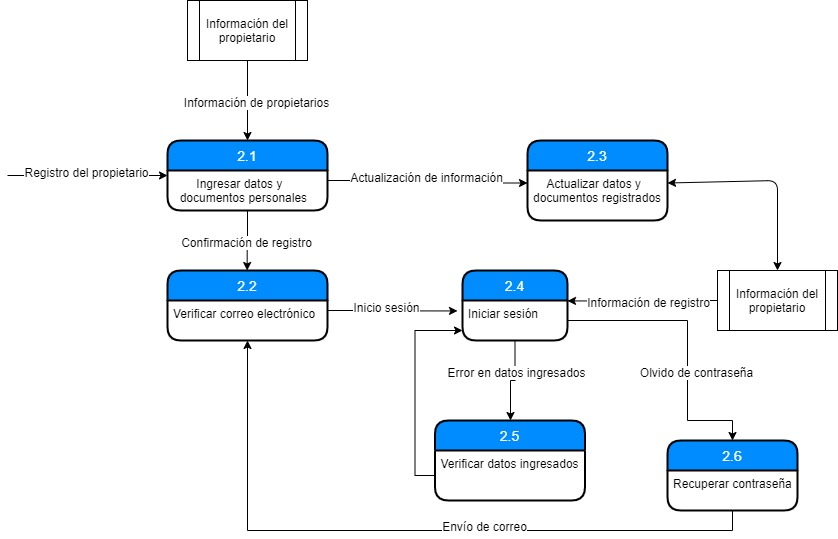 Información del
propietario
Información de propietarios
2.1
Ingresar datos y
documentos personales
Registro del propietario
Actualización de información
2.3
Actualizar datos y
documentos registrados
Confirmación de registro
2.2
Verificar correo electrónico
Inicio sesión
2.4
Iniciar sesión
Información de registro
Información del
propietario
Error en datos ingresados
Olvido de contraseña
2.5
Verificar datos ingresados
2.6
Recuperar contraseña
Envío de correo